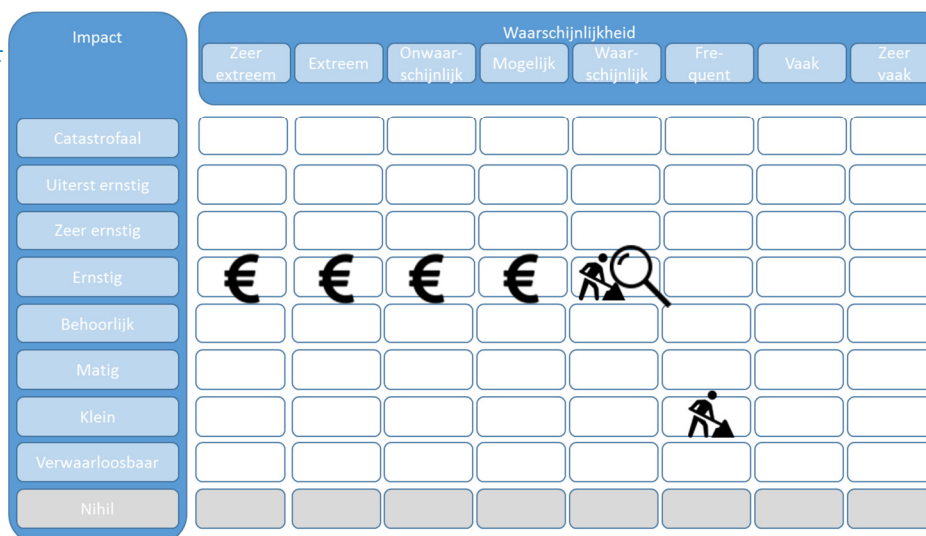 Impact
Waarschijnlijkheid
Zeer
extreem
Extreem
Onwaar-
schijnlijk
Mogelijk
Waar-
schijnlijk
Fre-
quent
Vaak
Zeer
vaak
Catastrofaal
Uiterst ernstig
Zeer ernstig
Ernstig
€ € € €
Behoorlijk
Matig
Klein
Verwaarloosbaar
Nihil